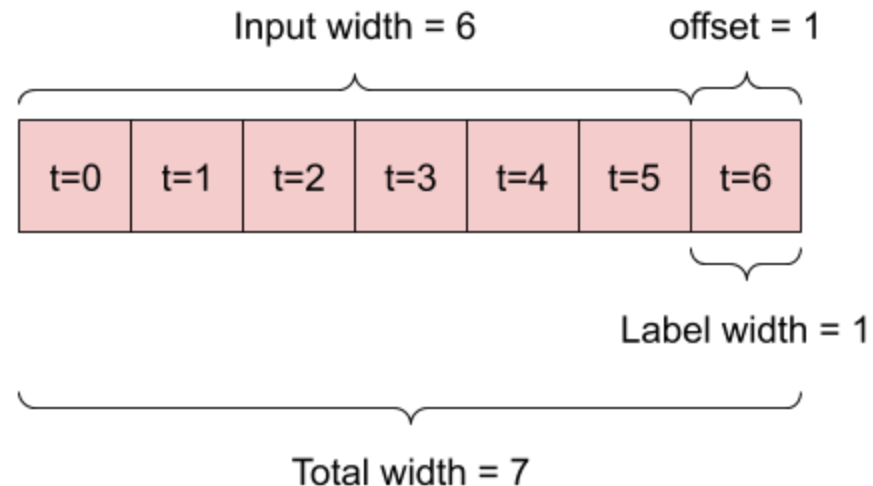 Input width = 6 offset = 1
t=0 t=1 t=2 t=3 t=4 t=5 t=6
Label width = 1
Total width = 7